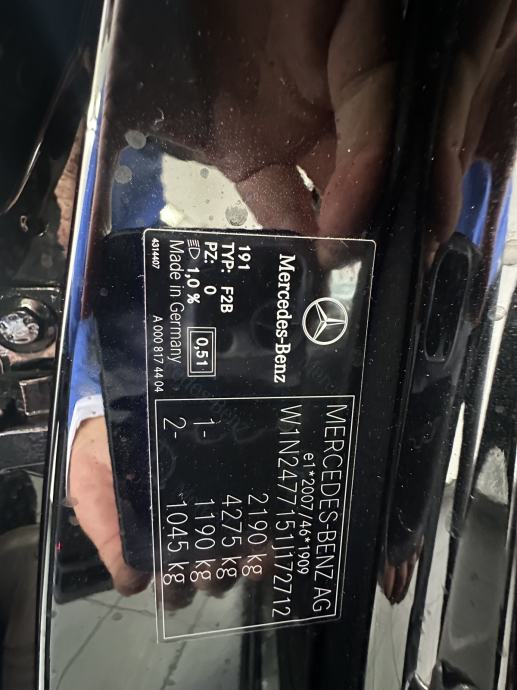 Mercedes-Benz
191
TYP: F2B
PZ: 0
1,0 %
0,51
Made in Germany
4314407
A 000 817 44 04
MERCEDES-BENZ AG
e1*2007/46*1909
W1N2477151J172712
2190 kg
4275 kg
1- 1190 kg
2- 1045 kg